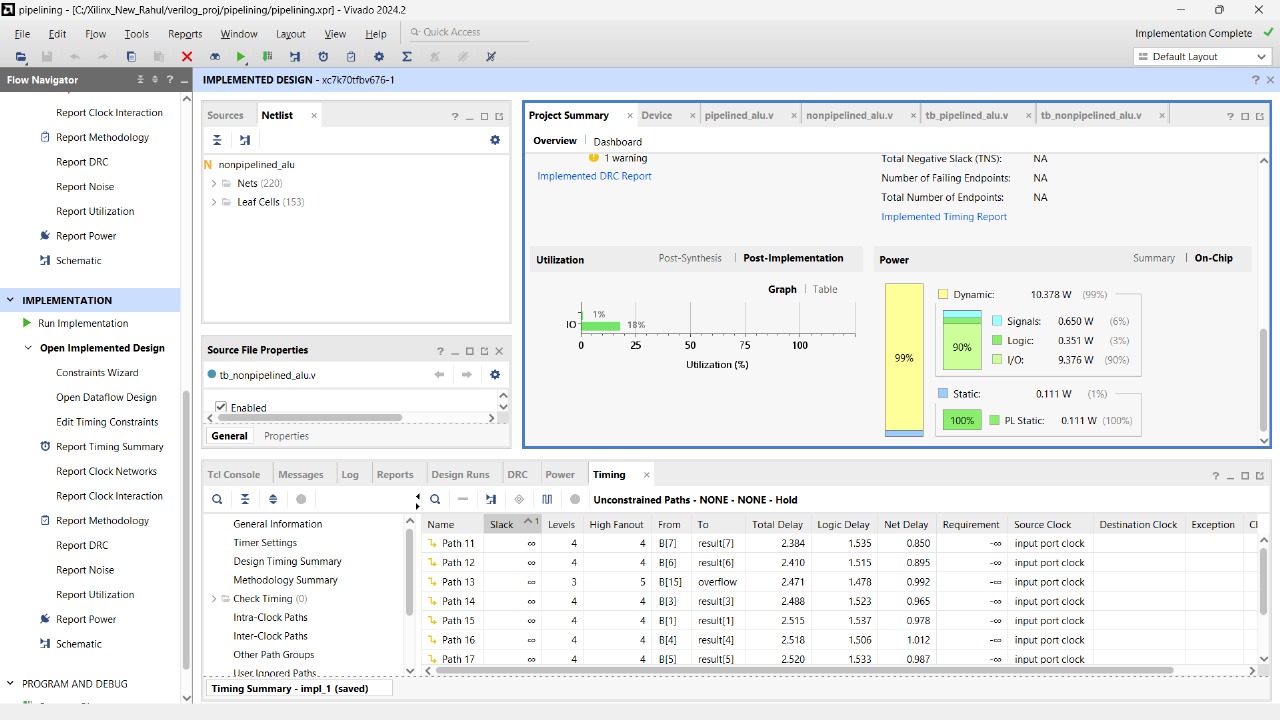 pipelining - [C:/Xilinx_New_Rahul/verilog_proj/pipelining/pipelining.xpr] - Vivado 2024.2
File Edit Flow Tools Reports Window Layout View Help Quick Access Implementation Complete
Default Layout
Flow Navigator
IMPLEMENTED DESIGN - xc7k70tfbv676-1
Report Clock Interaction
Report Methodology
Report DRC
Report Noise
Report Utilization
Report Power
Schematic
IMPLEMENTATION
Run Implementation
Open Implemented Design
Constraints Wizard
Open Dataflow Design
Edit Timing Constraints
Report Timing Summary
Report Clock Networks
Report Clock Interaction
Report Methodology
Report DRC
Report Noise
Report Utilization
Report Power
Schematic
PROGRAM AND DEBUG
Sources Netlist
N nonpipelined_alu
Nets (220)
Leaf Cells (153)
Source File Properties
tb_nonpipelined_alu.v
Enabled
General Properties
Project Summary Device pipelined_alu.v nonpipelined_alu.v tb_pipelined_alu.v tb_nonpipelined_alu.v
Overview Dashboard
1 warning
Implemented DRC Report
Total Negative Slack (TNS): NA
Number of Failing Endpoints: NA
Total Number of Endpoints: NA
Implemented Timing Report
Utilization Post-Synthesis Post-Implementation
Graph Table
1%
IO 18%
0 25 50 75 100
Utilization (%)
Power Summary On-Chip
99%
Dynamic: 10.378 W (99%)
90%
Signals: 0.650 W (6%)
Logic: 0.351 W (3%)
I/O: 9.376 W (90%)
Static: 0.111 W (1%)
100% PL Static: 0.111 W (100%)
Tcl Console Messages Log Reports Design Runs DRC Power Timing
General Information
Timer Settings
Design Timing Summary
Methodology Summary
Check Timing (0)
Intra-Clock Paths
Inter-Clock Paths
Other Path Groups
User Ignored Paths
Unconstrained Paths - NONE - NONE - Hold
Name Slack 1 Levels High Fanout From To Total Delay Logic Delay Net Delay Requirement Source Clock Destination Clock Exception Cl
Path 11 ∞ 4 4 B[7] result[7] 2.384 1.535 0.850 -∞ input port clock
Path 12 ∞ 4 4 B[6] result[6] 2.410 1.515 0.895 -∞ input port clock
Path 13 ∞ 3 5 B[15] overflow 2.471 1.478 0.992 -∞ input port clock
Path 14 ∞ 4 4 B[3] result[3] 2.488 1.523 0.965 -∞ input port clock
Path 15 ∞ 4 4 B[1] result[1] 2.515 1.537 0.978 -∞ input port clock
Path 16 ∞ 4 4 B[4] result[4] 2.518 1.506 1.012 -∞ input port clock
Path 17 ∞ 4 4 B[5] result[5] 2.520 1.533 0.987 -∞ input port clock
Timing Summary - impl_1 (saved)